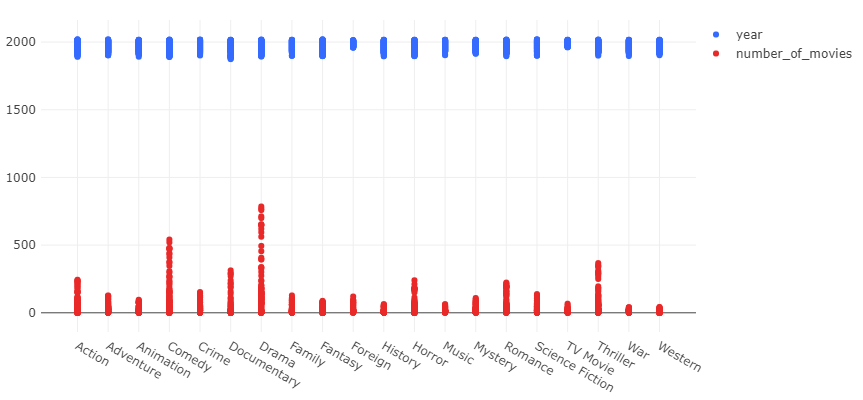 2000
1500
1000
500
0
Action
Adventure
Animation
Comedy
Crime
Documentary
Drama
Family
Fantasy
Foreign
History
Horror
Music
Mystery
Romance
Science Fiction
TV Movie
Thriller
War
Western
year
number_of_movies